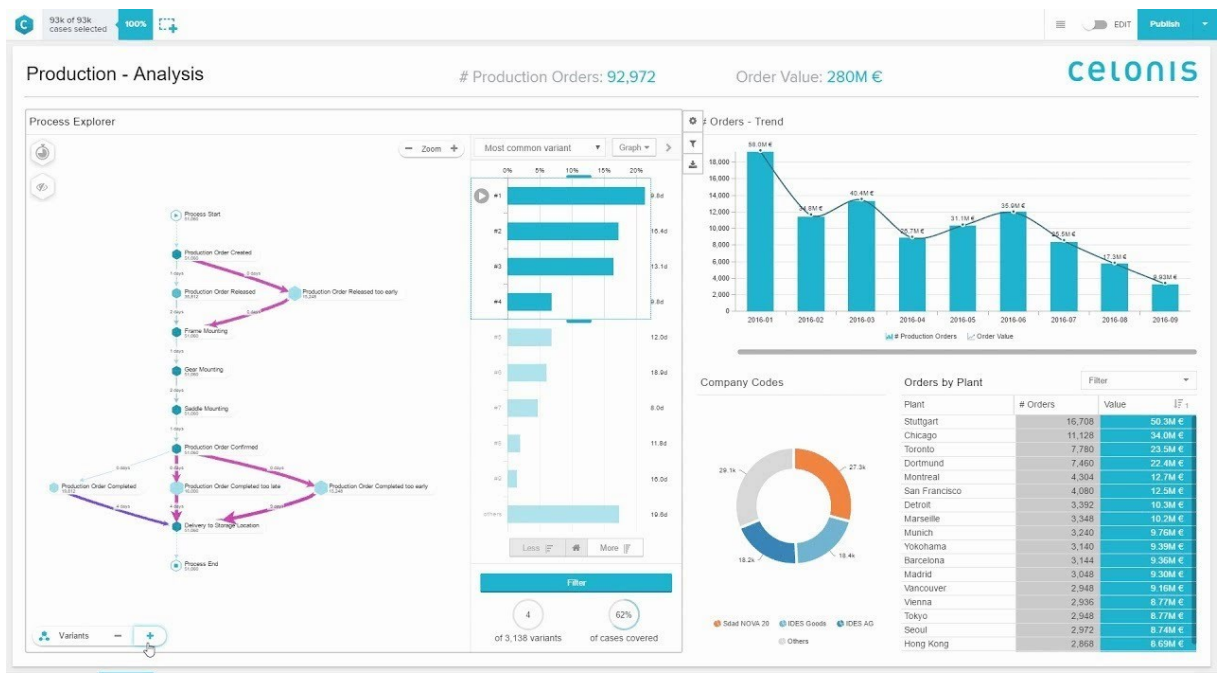 93k of 93k
cases selected
100%
EDIT
Publish
Production - Analysis
# Production Orders: 92,972
Order Value: 280M €
celonis
Process Explorer
Zoom
Most common variant
Graph
0%
5%
10%
15%
20%
#1
9.8d
#2
16.4d
#3
13.1d
#4
9.8d
12.0d
18.9d
#7
8.0d
11.8d
16.0d
others
19.8d
Process Start
Production Order Created
Production Order Released
Production Order Released too early
Frame Mounting
Gear Mounting
Saddle Mounting
Production Order Confirmed
Production Order Completed
Production Order Completed too late
Production Order Completed too early
Delivery to Storage Location
Process End
Less
More
Filter
4
62%
of 3,138 variants
of cases covered
Variants
# Orders - Trend
18,000
16,000
14,000
12,000
10,000
8,000
6,000
4,000
2,000
0
40.4M €
31.1M €
35.9M €
17.3M €
9.93M €
2016-01
2016-02
2016-03
2016-04
2016-05
2016-06
2016-07
2016-08
2016-09
# Production Orders
Order Value
Company Codes
29.1k
27.3k
18.2k
18.4k
Sdad NOVA 20
IDES Goods
IDES AG
Others
Orders by Plant
Filter
Plant # Orders Value
Stuttgart 16,708 50.3M €
Chicago 11,128 34.0M €
Toronto 7,780 23.5M €
Dortmund 7,460 22.4M €
Montreal 4,304 12.7M €
San Francisco 4,080 12.5M €
Detroit 3,392 10.3M €
Marseille 3,348 10.2M €
Munich 3,240 9.76M €
Yokohama 3,140 9.39M €
Barcelona 3,144 9.36M €
Madrid 3,048 9.30M €
Vancouver 2,948 9.16M €
Vienna 2,936 8.77M €
Tokyo 2,948 8.77M €
Seoul 2,972 8.74M €
Hong Kong 2,868 8.69M €